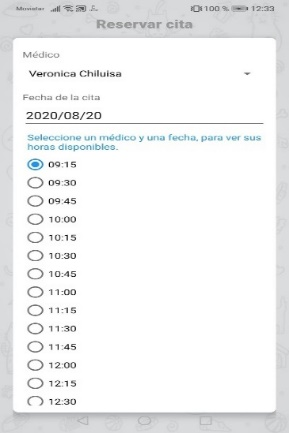 Movistar 100 % 12:33
Reservar cita
Médico
Veronica Chiluisa
Fecha de la cita
2020/08/20
Seleccione un médico y una fecha, para ver sus
horas disponibles.
09:15
09:30
09:45
10:00
10:15
10:30
10:45
11:00
11:15
11:30
11:45
12:00
12:15
12:30